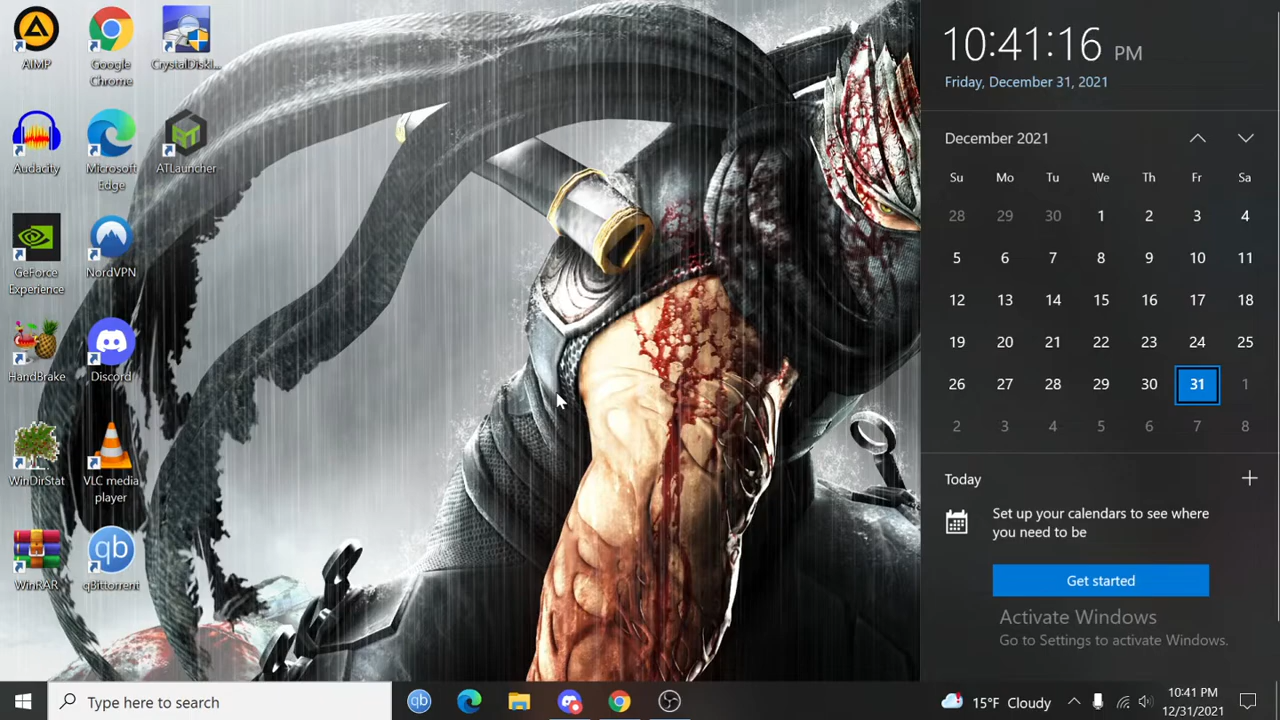 AIMP
Google
Chrome
CrystalDiskI...
Audacity
Microsoft
Edge
ATLauncher
GeForce
Experience
NordVPN
HandBrake
Discord
WinDirStat
VLC media
player
WinRAR
qBittorrent
10:41:16 PM
Friday, December 31, 2021
December 2021
Su Mo Tu We Th Fr Sa
28 29 30 1 2 3 4
5 6 7 8 9 10 11
12 13 14 15 16 17 18
19 20 21 22 23 24 25
26 27 28 29 30 31 1
2 3 4 5 6 7 8
Today
Set up your calendars to see where
you need to be
Get started
Activate Windows
Go to Settings to activate Windows.
Type here to search
15°F Cloudy
10:41 PM
12/31/2021